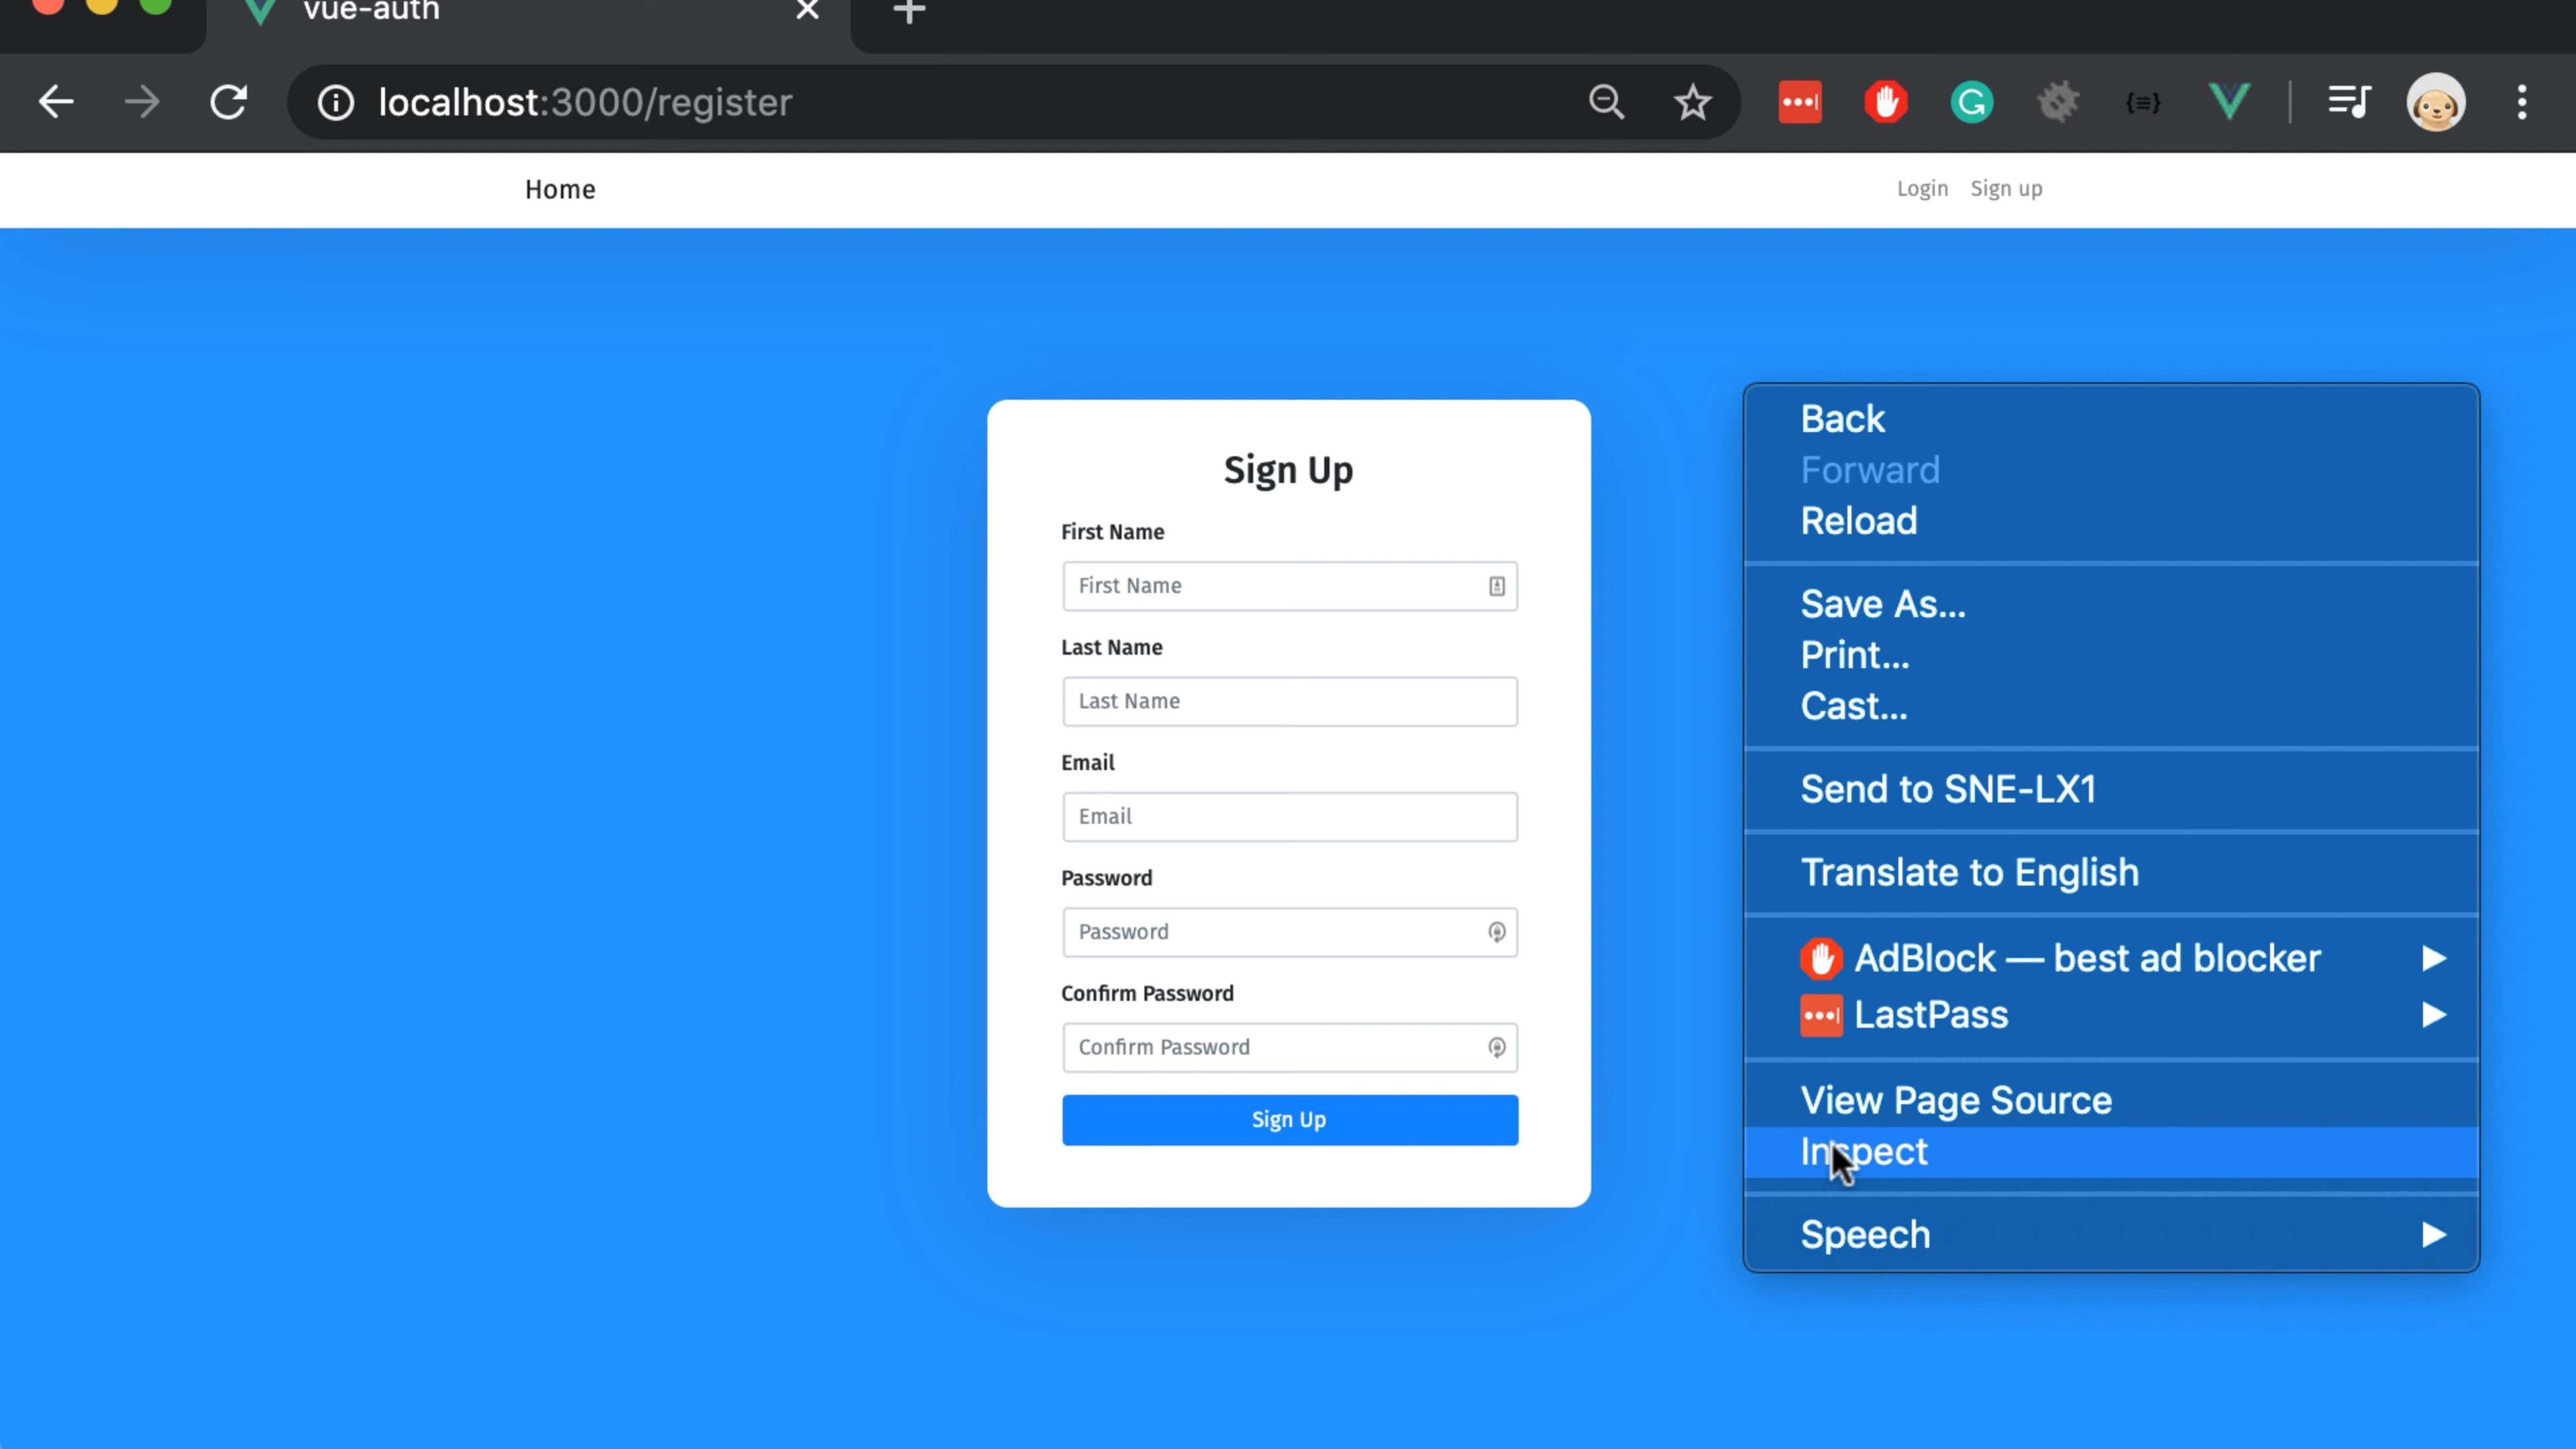 vue-auth
localhost:3000/register
Home
Login Sign up
Sign Up
First Name
First Name
Last Name
Last Name
Email
Email
Password
Password
Confirm Password
Confirm Password
Sign Up
Back
Forward
Reload
Save As...
Print...
Cast...
Send to SNE-LX1
Translate to English
AdBlock — best ad blocker
LastPass
View Page Source
Inspect
Speech